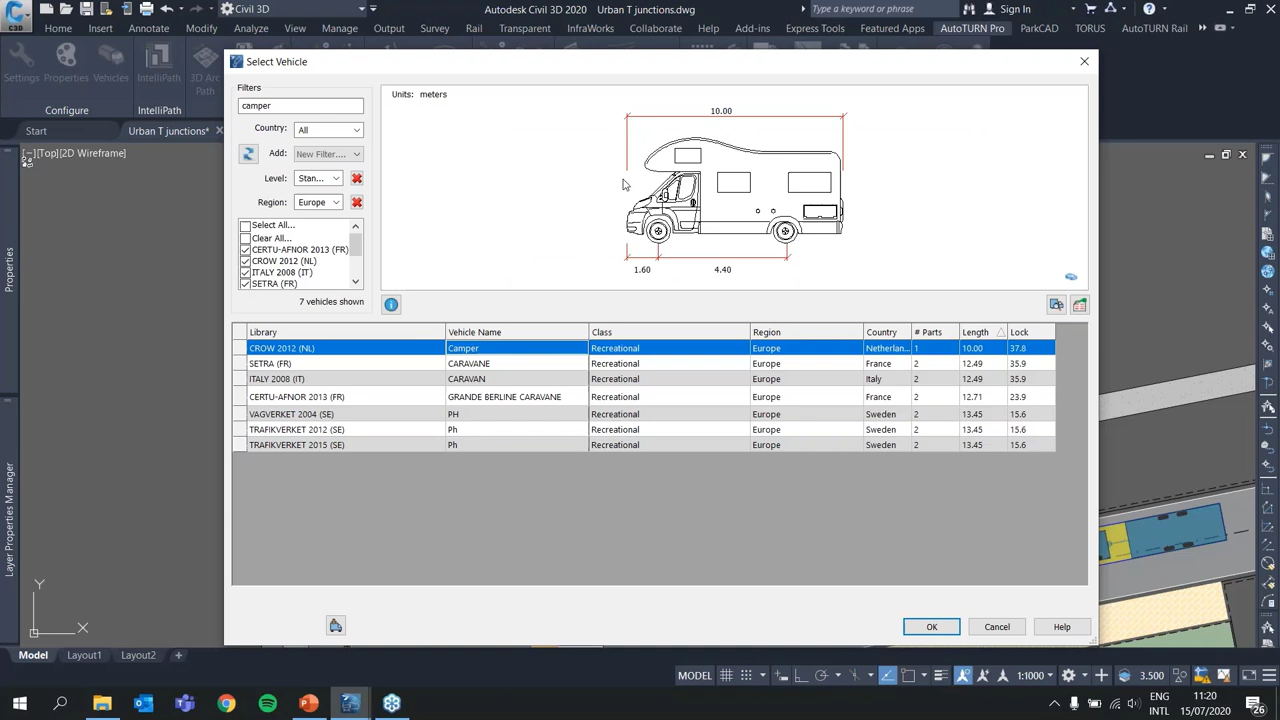 C3D Civil 3D Autodesk Civil 3D 2020 Urban T junctions.dwg Type a keyword or phrase Sign In
Home Insert Annotate Modify Analyze View Manage Output Survey Rail Transparent InfraWorks Collaborate Help Add-ins Express Tools Featured Apps AutoTURN Pro ParkCAD TORUS AutoTURN Rail
Settings Properties Vehicles IntelliPath 3D Arc Path
Configure IntelliPath
Start Urban T junctions*
[−][Top][2D Wireframe]
Properties
Layer Properties Manager
Select Vehicle
Filters
camper
Country: All
Add: New Filter....
Level: Stan...
Region: Europe
Select All...
Clear All...
CERTU-AFNOR 2013 (FR)
CROW 2012 (NL)
ITALY 2008 (IT)
SETRA (FR)
7 vehicles shown
Units: meters
10.00
1.60 4.40
Library Vehicle Name Class Region Country # Parts Length Lock
CROW 2012 (NL) Camper Recreational Europe Netherlan... 1 10.00 37.8
SETRA (FR) CARAVANE Recreational Europe France 2 12.49 35.9
ITALY 2008 (IT) CARAVAN Recreational Europe Italy 2 12.49 35.9
CERTU-AFNOR 2013 (FR) GRANDE BERLINE CARAVANE Recreational Europe France 2 12.71 23.9
VAGVERKET 2004 (SE) PH Recreational Europe Sweden 2 13.45 15.6
TRAFIKVERKET 2012 (SE) Ph Recreational Europe Sweden 2 13.45 15.6
TRAFIKVERKET 2015 (SE) Ph Recreational Europe Sweden 2 13.45 15.6
OK Cancel Help
Y
X
Model Layout1 Layout2 +
MODEL 1:1000 3.500
ENG 11:20
INTL 15/07/2020 26